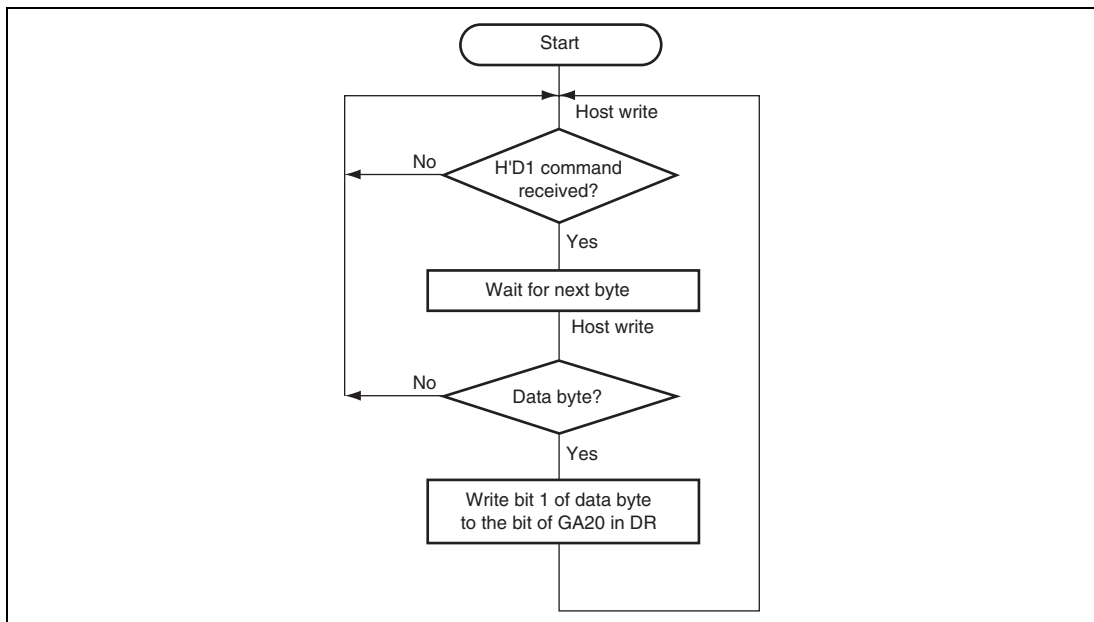 Start
Host write
No
H'D1 command
received?
Yes
Wait for next byte
Host write
No
Data byte?
Yes
Write bit 1 of data byte
to the bit of GA20 in DR